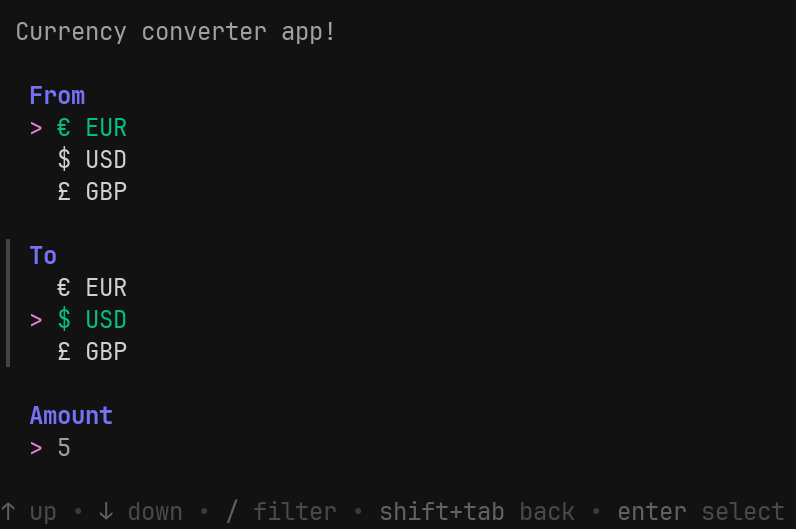 Currency converter app!
From
> € EUR
$ USD
£ GBP
To
€ EUR
> $ USD
£ GBP
Amount
> 5
↑ up • ↓ down • / filter • shift+tab back • enter select